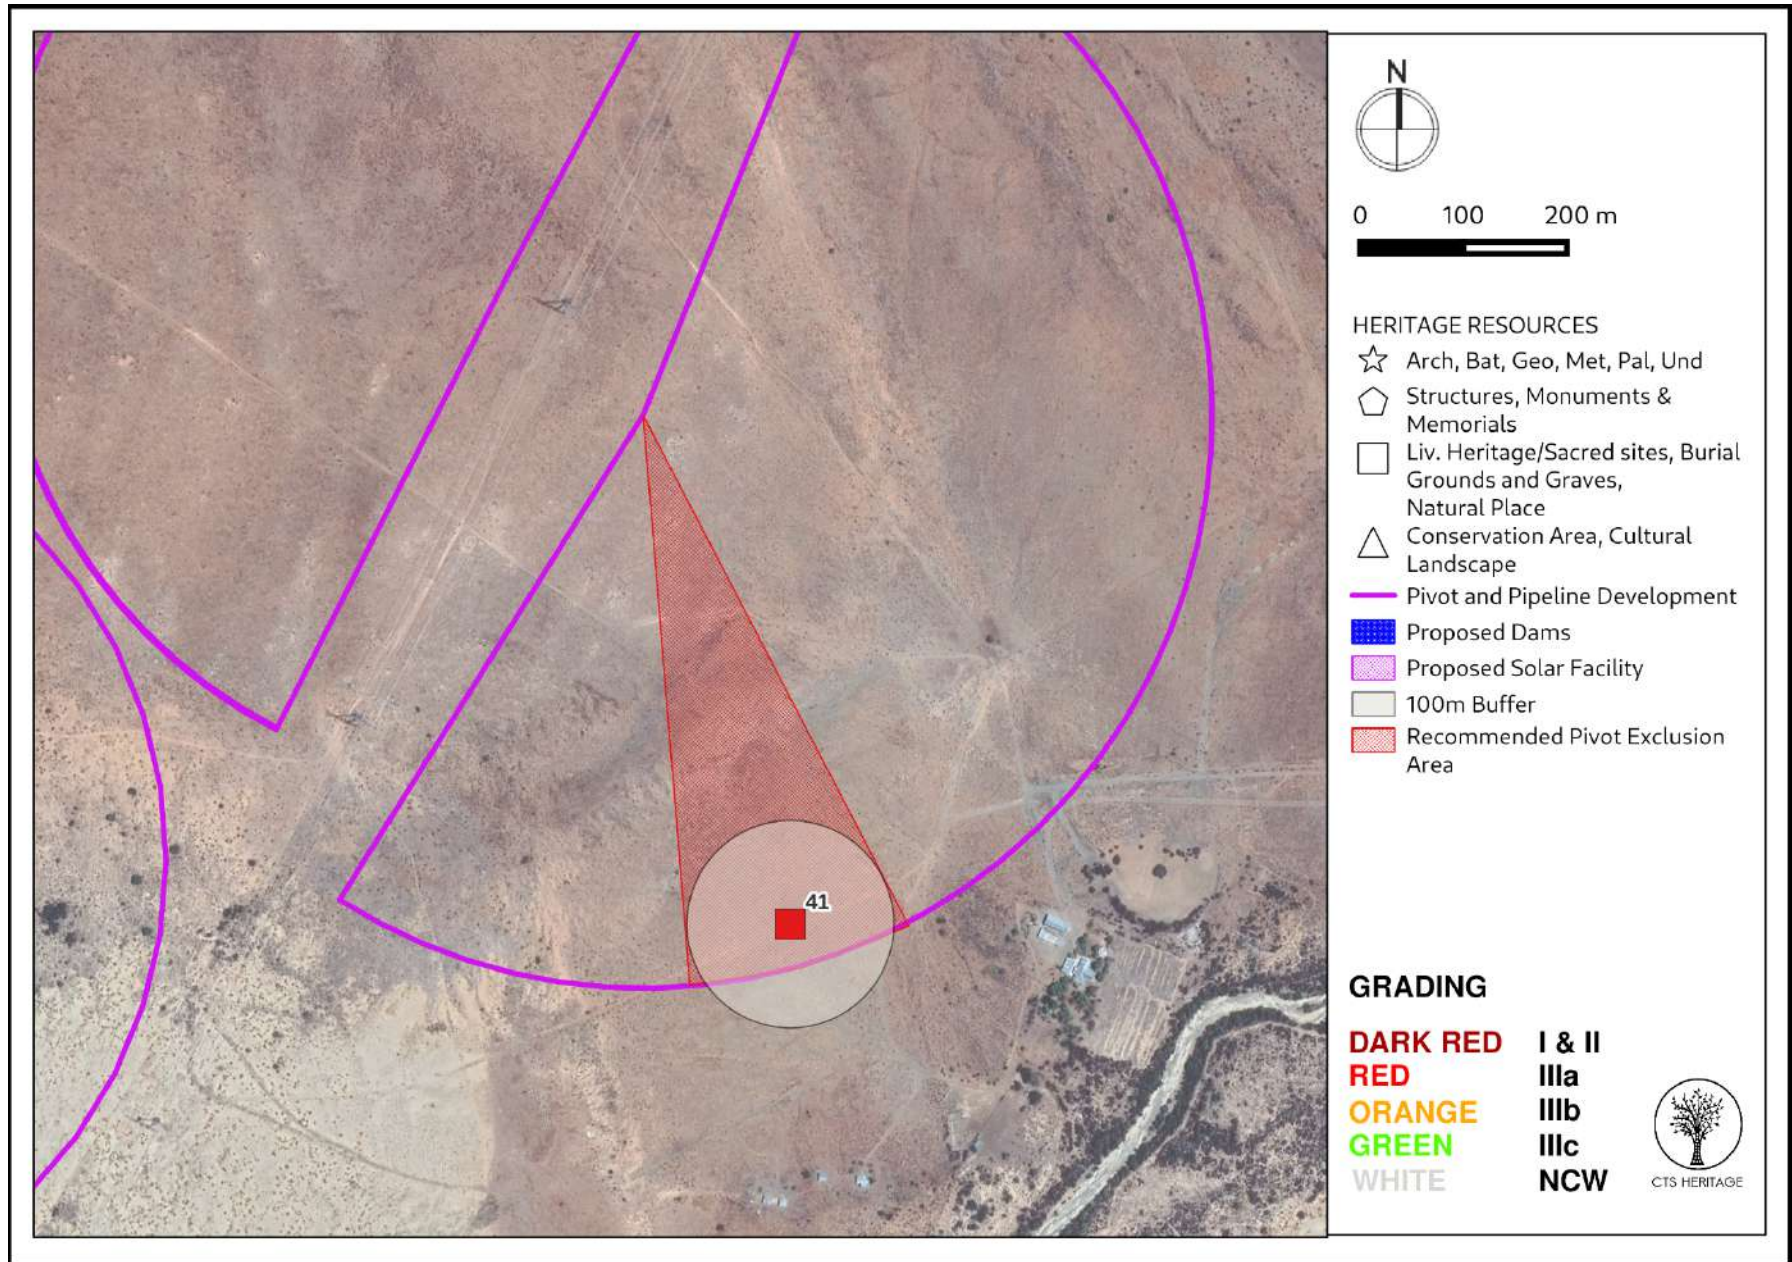 41
N
0 100 200 m
HERITAGE RESOURCES
Arch, Bat, Geo, Met, Pal, Und
Structures, Monuments &
Memorials
Liv. Heritage/Sacred sites, Burial
Grounds and Graves,
Natural Place
Conservation Area, Cultural
Landscape
Pivot and Pipeline Development
Proposed Dams
Proposed Solar Facility
100m Buffer
Recommended Pivot Exclusion
Area
GRADING
DARK RED I & II
RED IIIa
ORANGE IIIb
GREEN IIIc
WHITE NCW
CTS HERITAGE